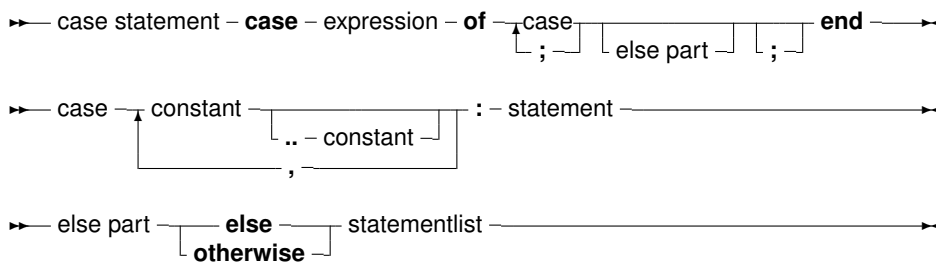 case statement case expression of case end
; else part ;
case constant : statement
.. constant
,
else part else statementlist
otherwise